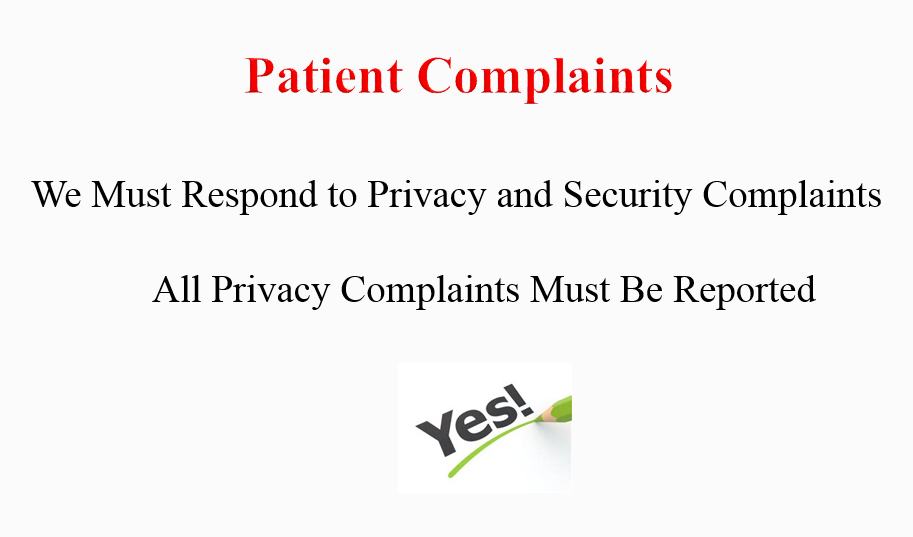 Patient Complaints
We Must Respond to Privacy and Security Complaints
All Privacy Complaints Must Be Reported
Yes!